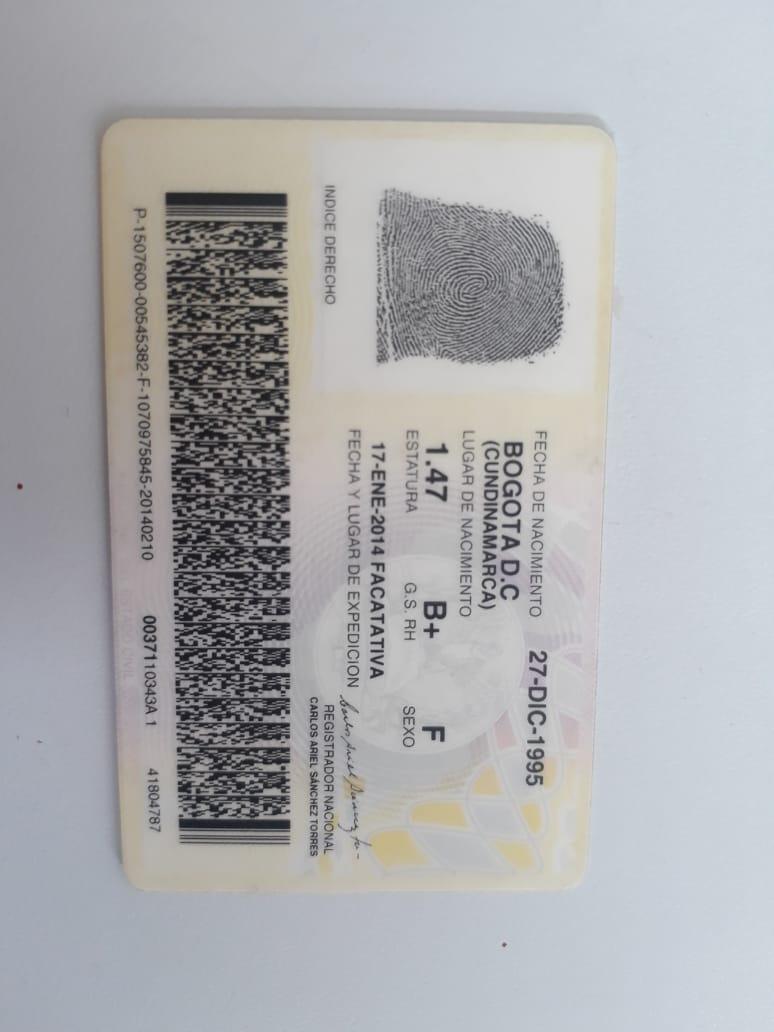 FECHA DE NACIMIENTO 27-DIC-1995
BOGOTA D.C
(CUNDINAMARCA)
LUGAR DE NACIMIENTO
1.47 B+ F
ESTATURA G.S. RH SEXO
17-ENE-2014 FACATATIVA
FECHA Y LUGAR DE EXPEDICION
INDICE DERECHO
REGISTRADOR NACIONAL
CARLOS ARIEL SÁNCHEZ TORRES
P-1507600-00545382-F-1070975845-20140210 0037110343A 1 41804787